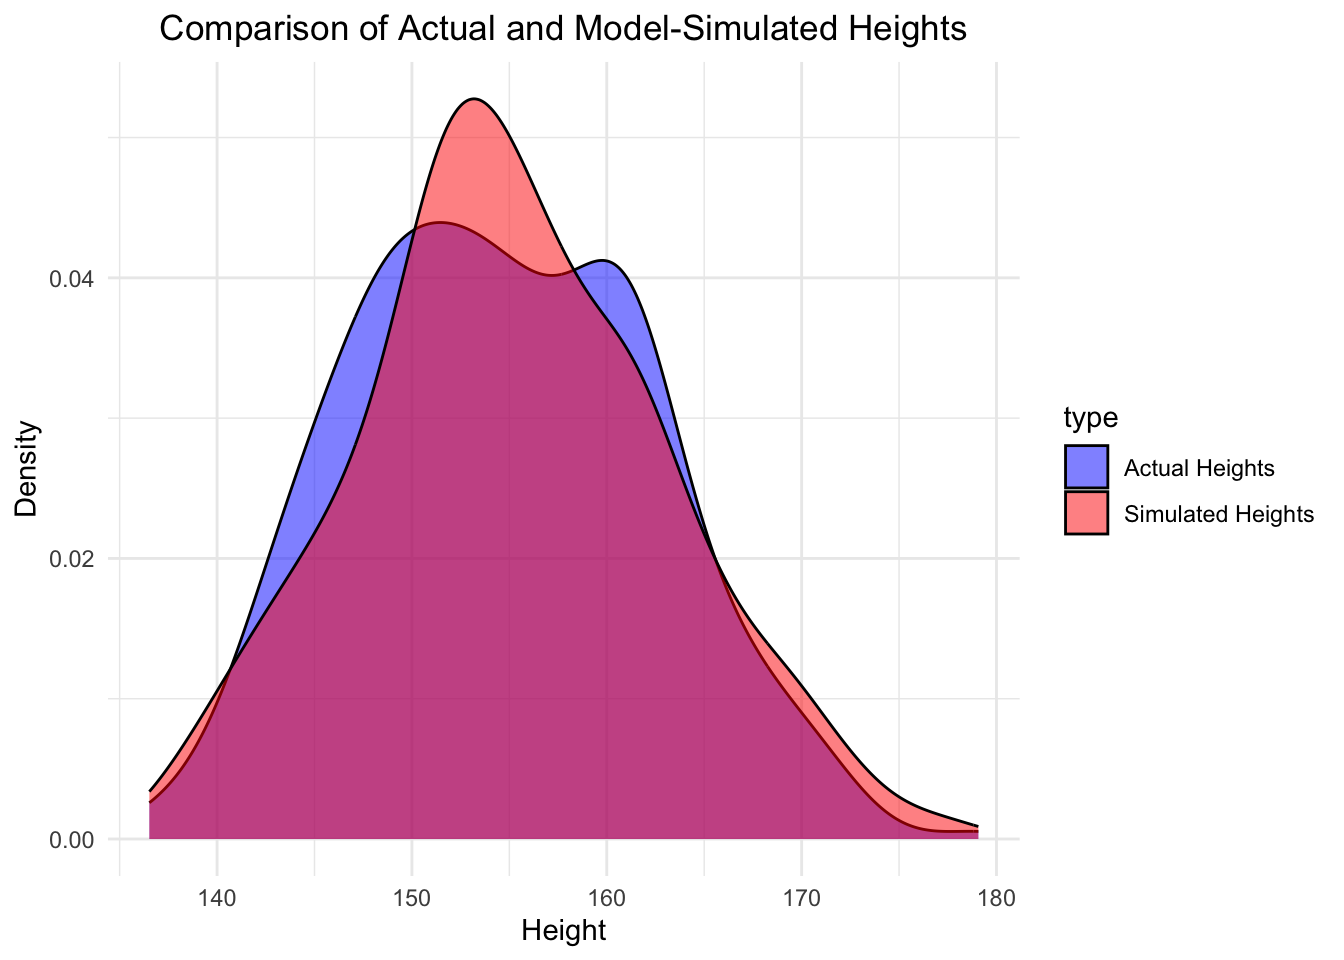 Comparison of Actual and Model-Simulated Heights
Density
0.04
0.02
0.00
140 150 160 170 180
Height
type
Actual Heights
Simulated Heights